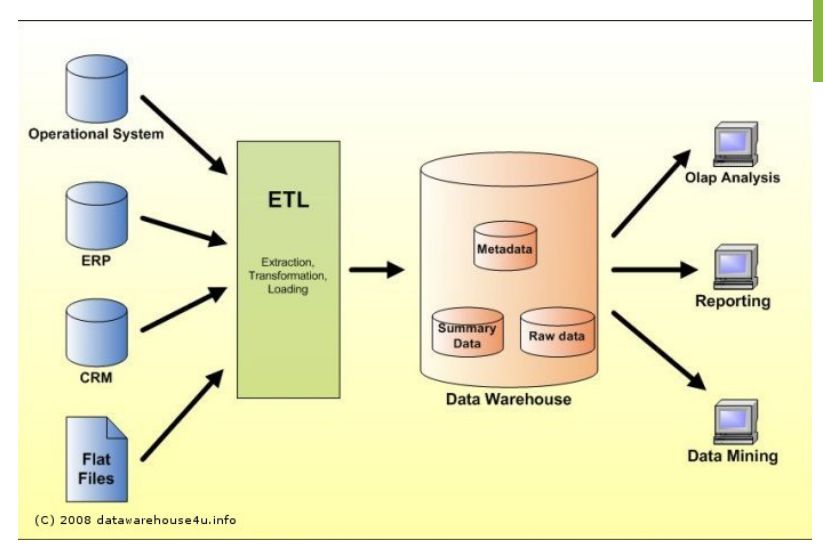 Operational System
ERP
CRM
Flat
Files
ETL
Extraction,
Transformation,
Loading
Metadata
Summary
Data
Raw data
Data Warehouse
Olap Analysis
Reporting
Data Mining
(C) 2008 datawarehouse4u.info